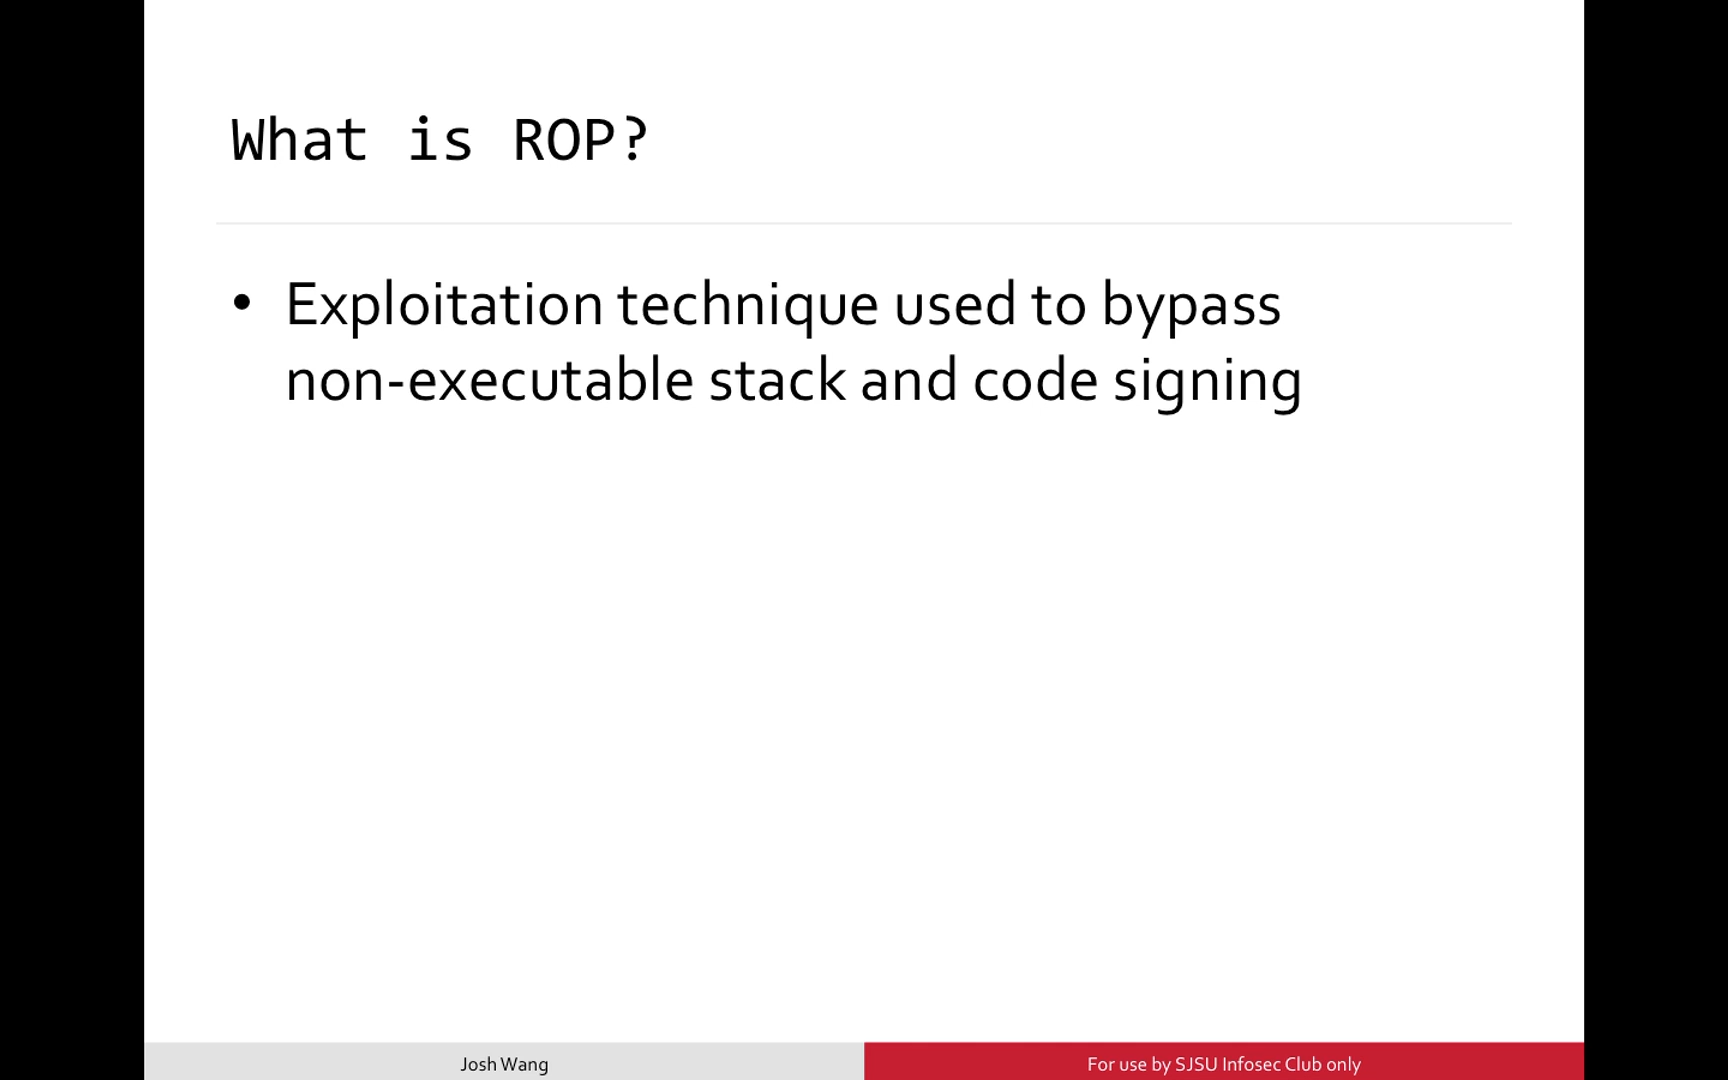 What is ROP?
• Exploitation technique used to bypass
non-executable stack and code signing
Josh Wang
For use by SJSU Infosec Club only